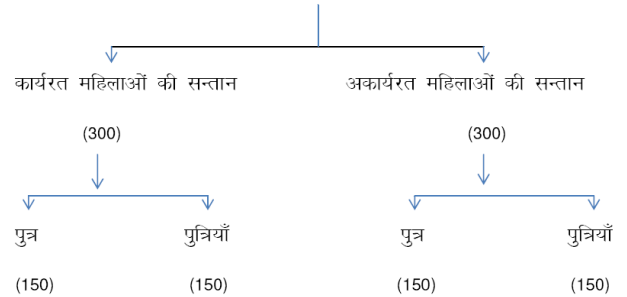 कार्यरत महिलाओं की सन्तान अकार्यरत महिलाओं की सन्तान
(300) (300)
पुत्र पुत्रियाँ पुत्र पुत्रियाँ
(150) (150) (150) (150)